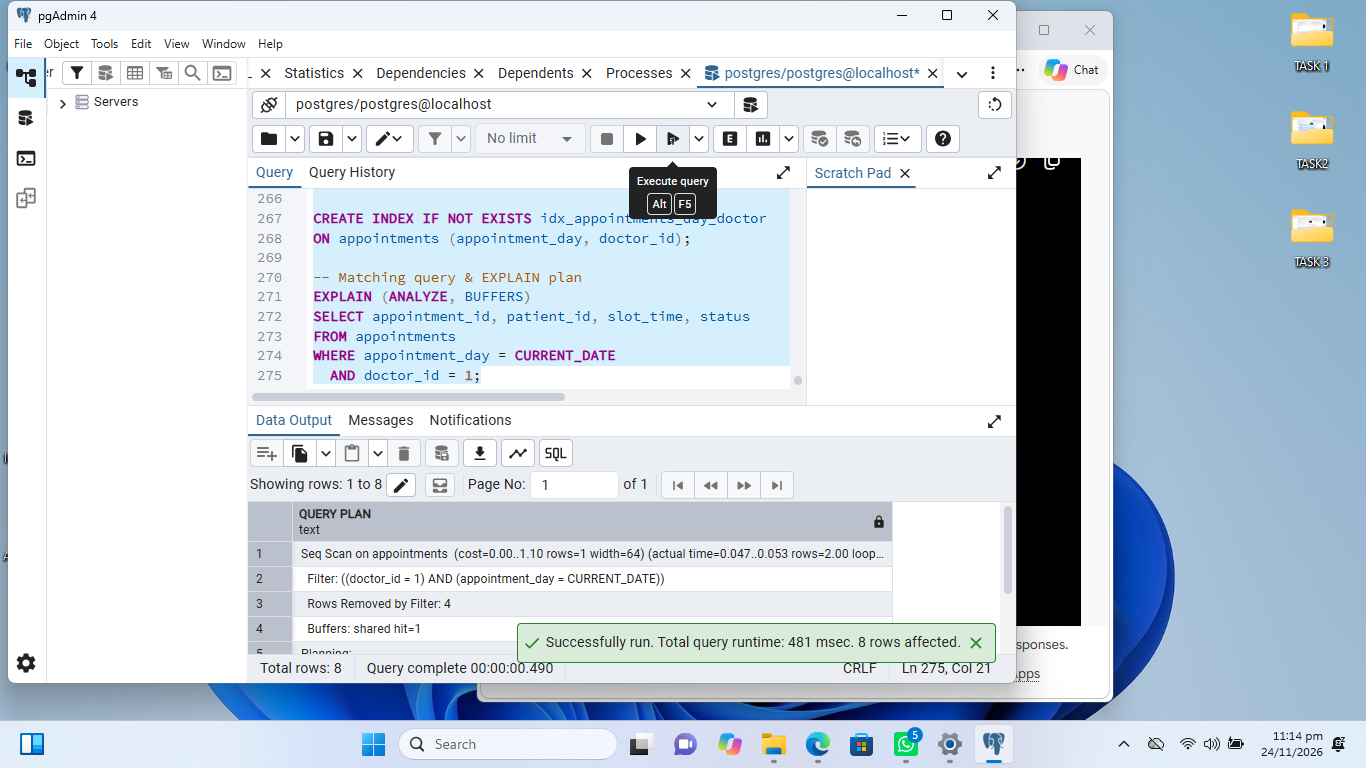 pgAdmin 4
File Object Tools Edit View Window Help
Statistics Dependencies Dependents Processes postgres/postgres@localhost*
Servers
postgres/postgres@localhost
No limit
Query Query History
Scratch Pad
Execute query
Alt F5
266
267 CREATE INDEX IF NOT EXISTS idx_appointments_day_doctor
268 ON appointments (appointment_day, doctor_id);
269
270 -- Matching query & EXPLAIN plan
271 EXPLAIN (ANALYZE, BUFFERS)
272 SELECT appointment_id, patient_id, slot_time, status
273 FROM appointments
274 WHERE appointment_day = CURRENT_DATE
275 AND doctor_id = 1;
Data Output Messages Notifications
SQL
Showing rows: 1 to 8 Page No: 1 of 1
QUERY PLAN
text
1 Seq Scan on appointments (cost=0.00..1.10 rows=1 width=64) (actual time=0.047..0.053 rows=2.00 loop...
2 Filter: ((doctor_id = 1) AND (appointment_day = CURRENT_DATE))
3 Rows Removed by Filter: 4
4 Buffers: shared hit=1
5 Planning:
Successfully run. Total query runtime: 481 msec. 8 rows affected.
Total rows: 8 Query complete 00:00:00.490 CRLF Ln 275, Col 21
Chat
sponses.
TASK 1
TASK2
TASK 3
Search
5
11:14 pm
24/11/2026